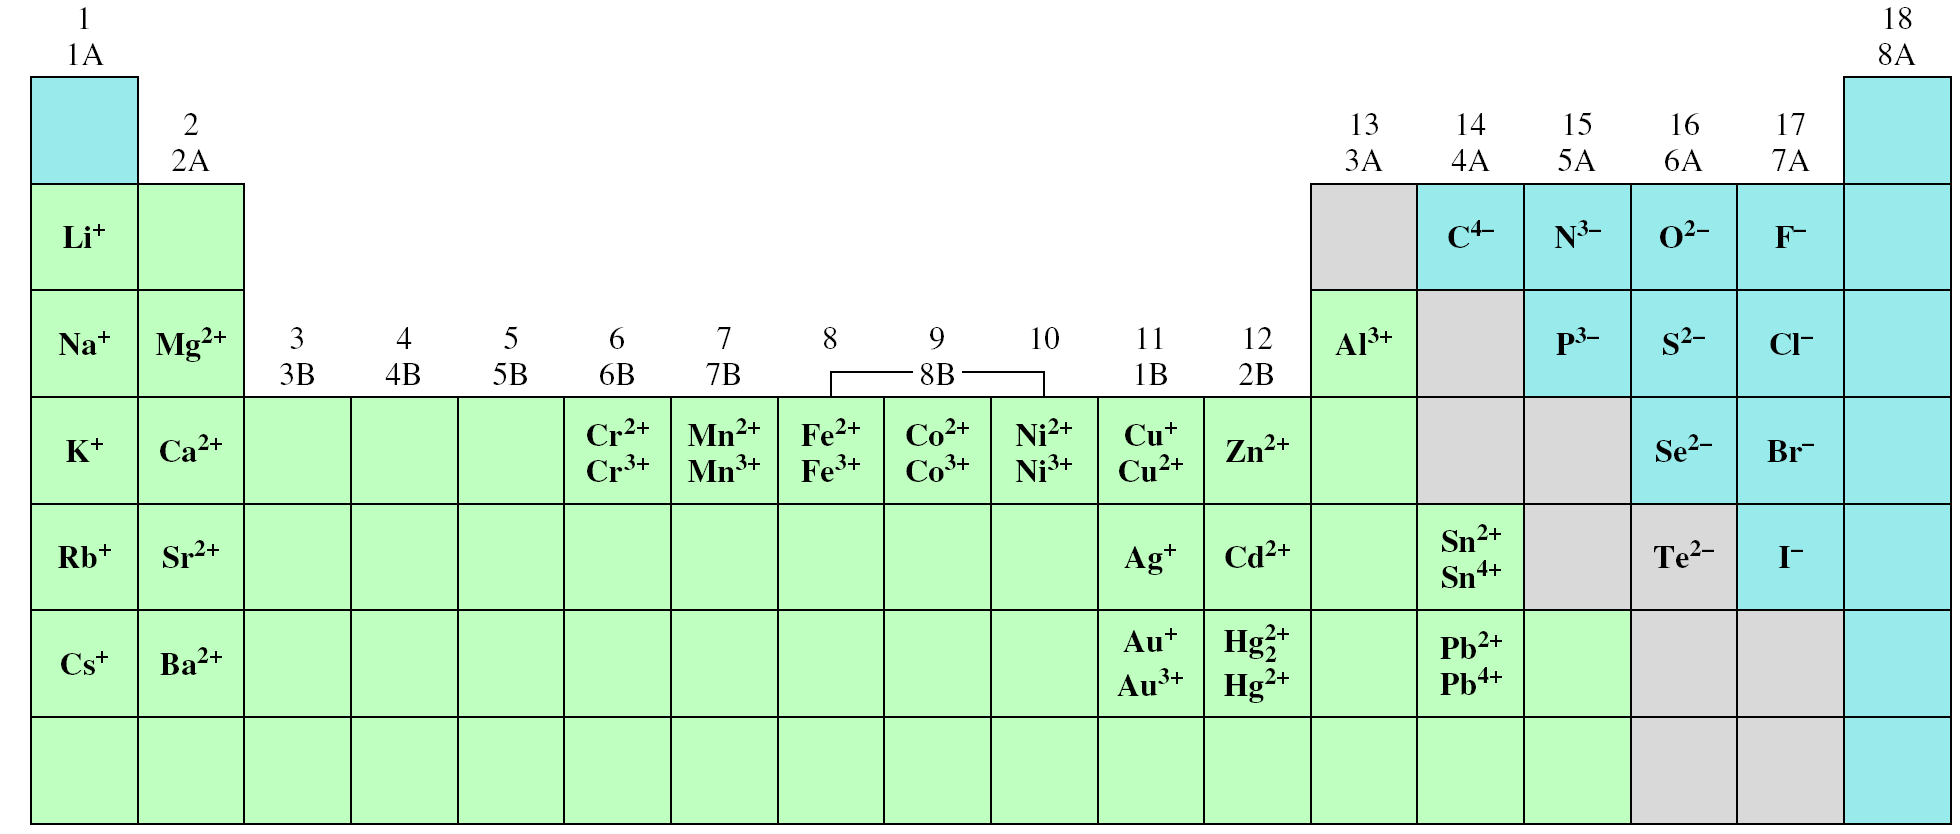 1 18
1A 8A
2 13 14 15 16 17
2A 3A 4A 5A 6A 7A
Li⁺ C⁴⁻ N³⁻ O²⁻ F⁻
3 4 5 6 7 8 9 10 11 12
Na⁺ Mg²⁺ Al³⁺ P³⁻ S²⁻ Cl⁻
3B 4B 5B 6B 7B 8B 1B 2B
Cr²⁺ Mn²⁺ Fe²⁺ Co²⁺ Ni²⁺ Cu⁺
K⁺ Ca²⁺ Zn²⁺ Se²⁻ Br⁻
Cr³⁺ Mn³⁺ Fe³⁺ Co³⁺ Ni³⁺ Cu²⁺
Sn²⁺
Rb⁺ Sr²⁺ Ag⁺ Cd²⁺ Te²⁻ I⁻
Sn⁴⁺
Au⁺ Hg₂²⁺ Pb²⁺
Cs⁺ Ba²⁺
Au³⁺ Hg²⁺ Pb⁴⁺